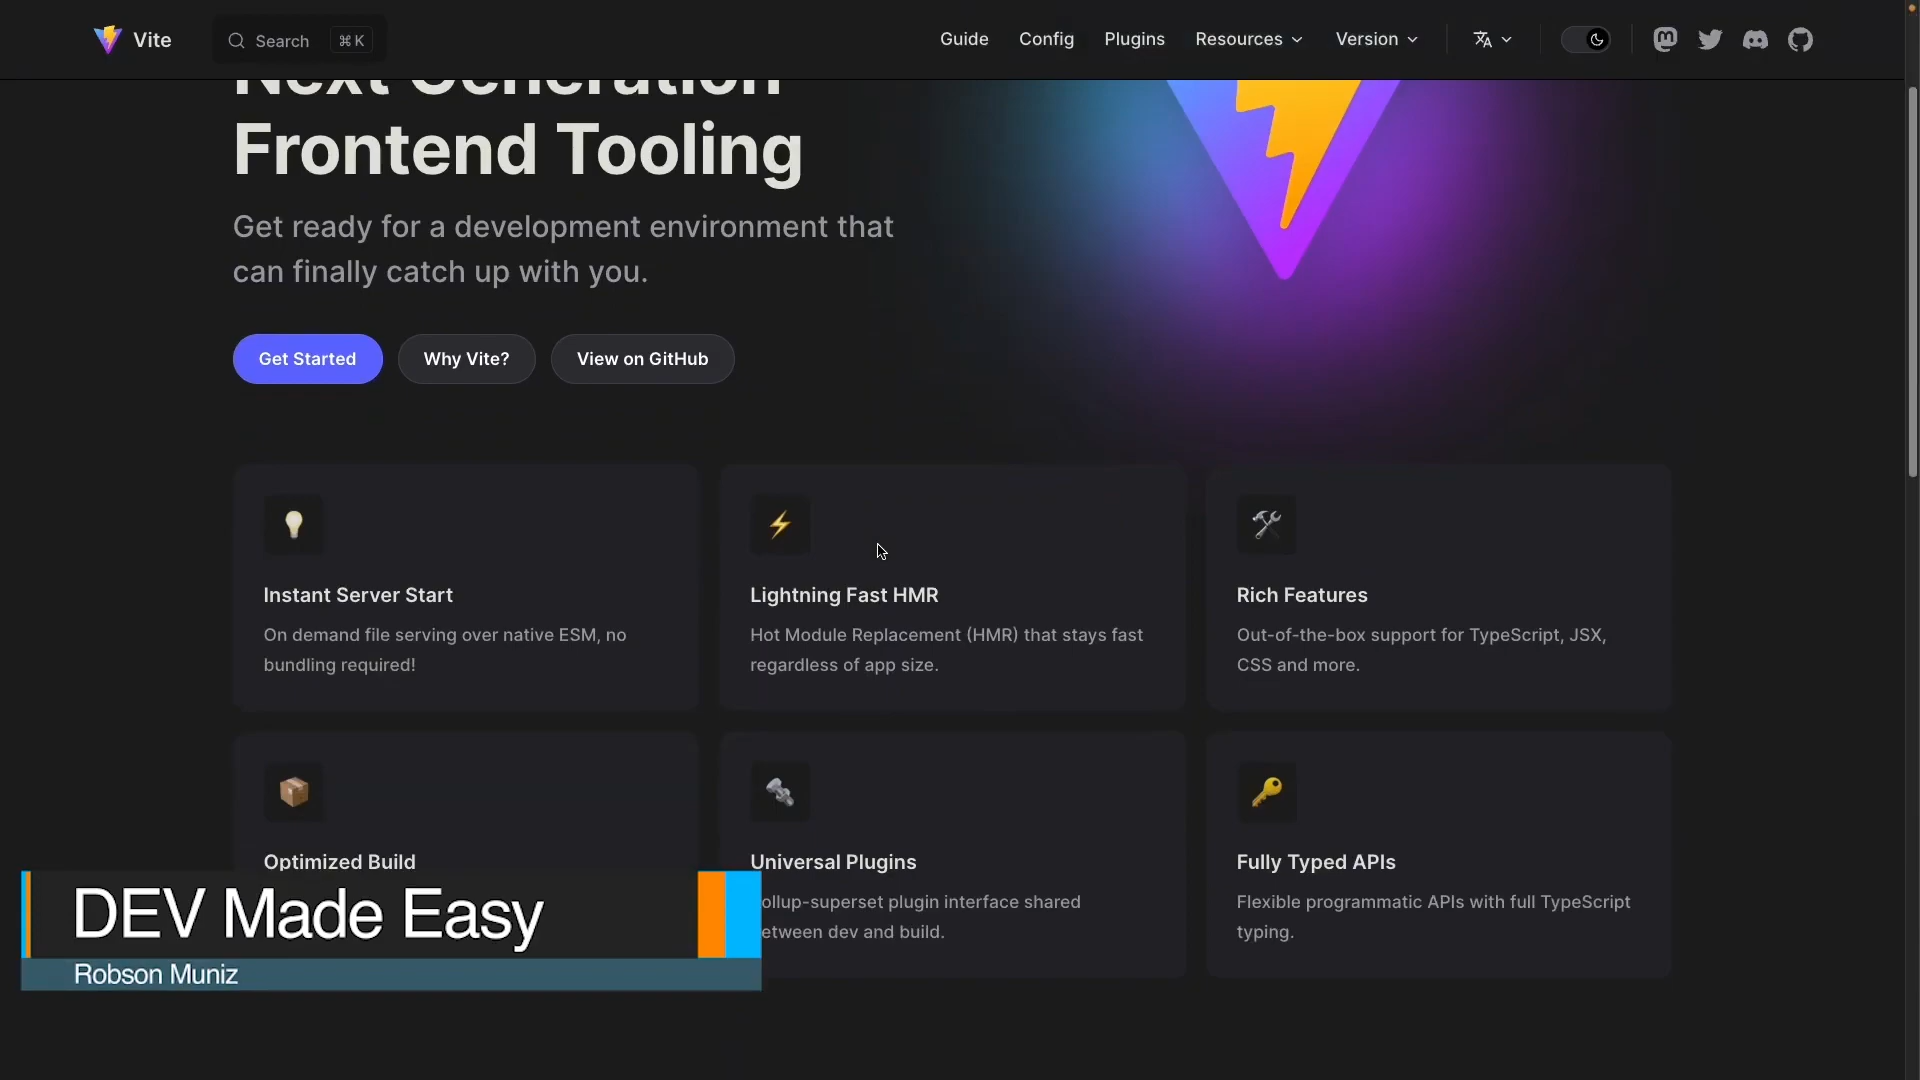 Vite
Search
⌘ K
Guide
Config
Plugins
Resources
Version
Next Generation
Frontend Tooling
Get ready for a development environment that
can finally catch up with you.
Get Started
Why Vite?
View on GitHub
Instant Server Start
On demand file serving over native ESM, no
bundling required!
Lightning Fast HMR
Hot Module Replacement (HMR) that stays fast
regardless of app size.
Rich Features
Out-of-the-box support for TypeScript, JSX,
CSS and more.
Optimized Build
Universal Plugins
ollup-superset plugin interface shared
etween dev and build.
Fully Typed APIs
Flexible programmatic APIs with full TypeScript
typing.
DEV Made Easy
Robson Muniz